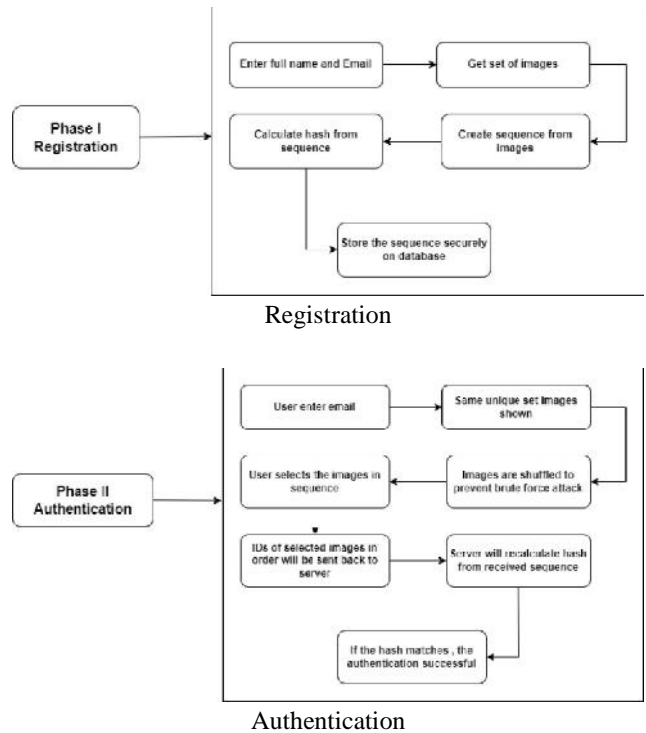 Enter full name and Email
Get set of images
Phase I
Registration
Calculate hash from
sequence
Create sequence from
images
Store the sequence securely
on database
Registration
User enter email
Same unique set images
shown
Phase II
Authentication
User selects the images in
sequence
Images are shuffled to
prevent brute force attack
IDs of selected images in
order will be sent back to
server
Server will recalculate hash
from received sequence
If the hash matches , the
authentication successful
Authentication